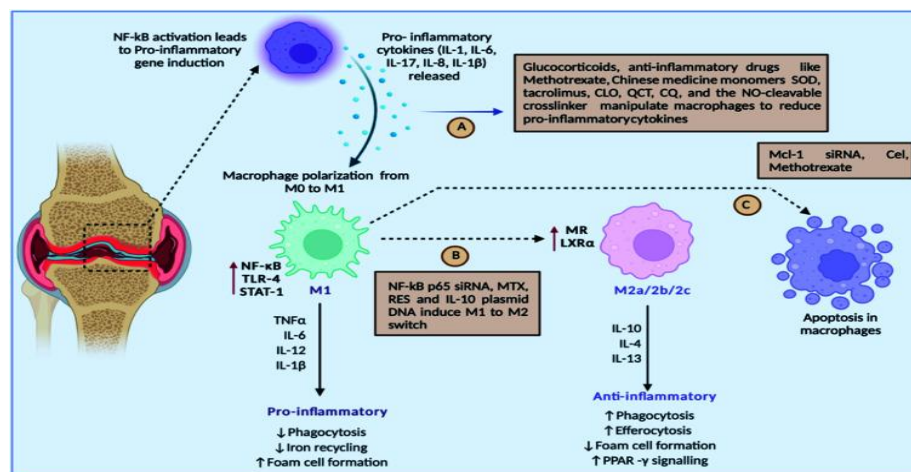 NF-kB activation leads
to Pro-inflammatory
gene induction
Pro- inflammatory
cytokines (IL-1, IL-6,
IL-17, IL-8, IL-1β)
released
Glucocorticoids, anti-inflammatory drugs like
Methotrexate, Chinese medicine monomers SOD,
tacrolimus, CLO, QCT, CQ, and the NO-cleavable
crosslinker manipulate macrophages to reduce
pro-inflammatory cytokines
A
Macrophage polarization from
M0 to M1
Mcl-1 siRNA, Cel,
Methotrexate
C
↑ NF-κB
TLR-4
STAT-1
M1
B
↑ MR
LXRα
NF-kB p65 siRNA, MTX,
RES and IL-10 plasmid
DNA induce M1 to M2
switch
M2a/2b/2c
Apoptosis in
macrophages
TNFα
IL-6
IL-12
IL-1β
IL-10
IL-4
IL-13
Pro-inflammatory
↓ Phagocytosis
↓ Iron recycling
↑ Foam cell formation
Anti-inflammatory
↑ Phagocytosis
↑ Efferocytosis
↓ Foam cell formation
↑ PPAR -γ signalling